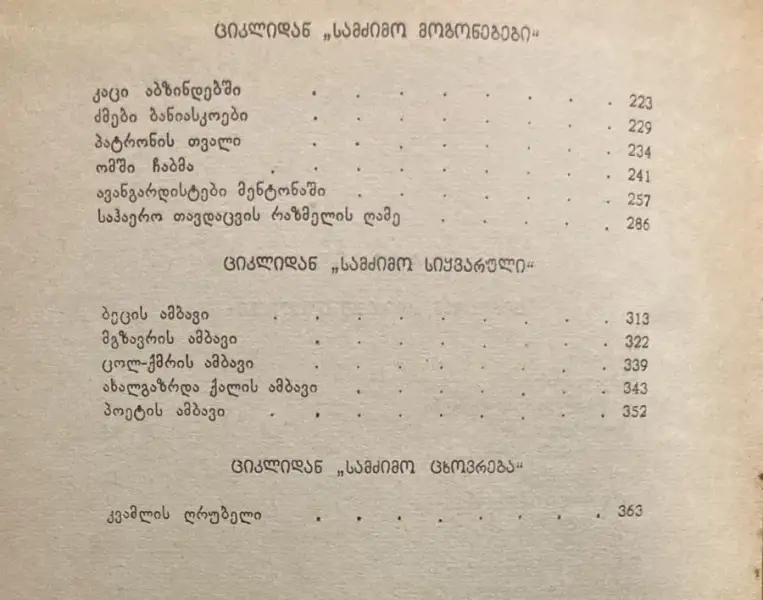 ციკლიდან „სამძიმო მოგონებები“
კაცი აბზინდებში . . . . . . . . 223
ძმები ბანიასკოები . . . . . . . . 229
პატრონის თვალი . . . . . . . . 234
ომში ჩაბმა . . . . . . . . 241
ავანგარდისტები მენტონაში . . . . . . . 257
საჰაერო თავდაცვის რაზმელის ღამე . . . . . 286
ციკლიდან „სამძიმო სიყვარული“
ბეცის ამბავი . . . . . . . . 313
მგზავრის ამბავი . . . . . . . . 322
ცოლ-ქმრის ამბავი . . . . . . . . 339
ახალგაზრდა ქალის ამბავი . . . . . . . 343
პოეტის ამბავი . . . . . . . . . 352
ციკლიდან „სამძიმო ცხოვრება“
კვამლის ღრუბელი . . . . . . . . 363